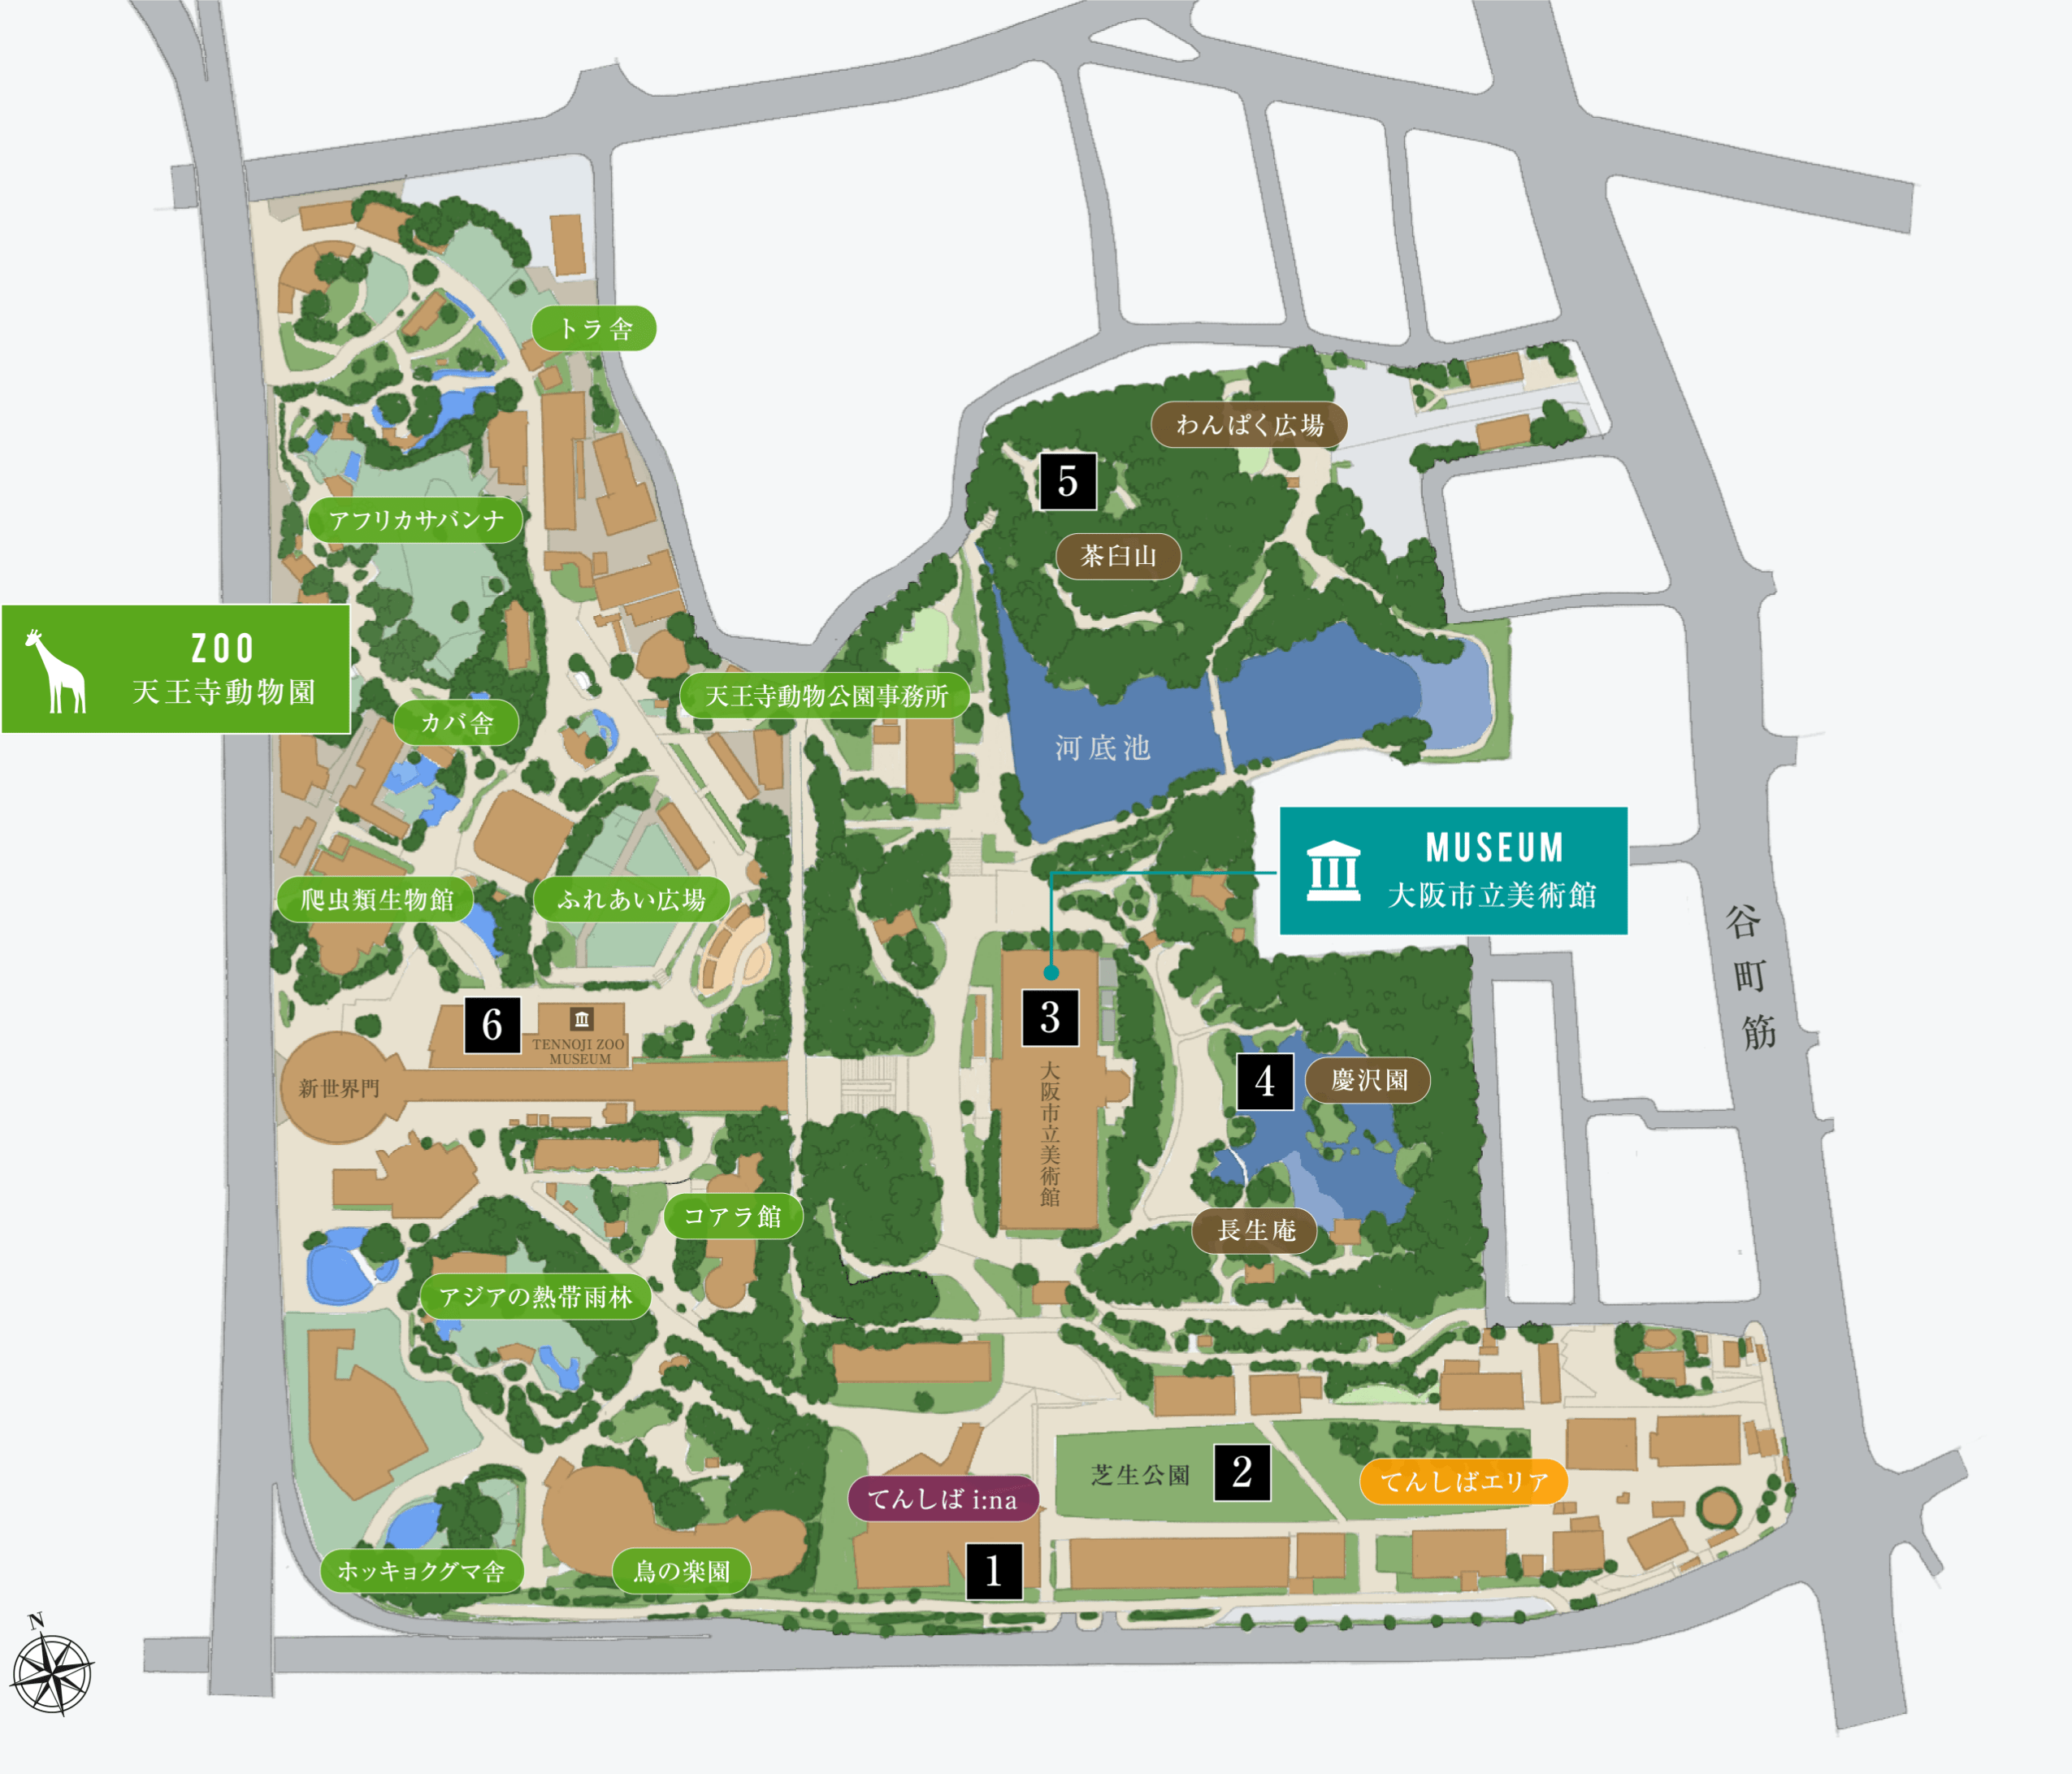 トラ舎
わんぱく広場
5
アフリカサバンナ
茶臼山
ZOO
天王寺動物園
天王寺動物公園事務所
カバ舎
河底池
MUSEUM
大阪市立美術館
爬虫類生物館
ふれあい広場
谷町筋
6
TENNOJI ZOO
MUSEUM
3
大阪市立美術館
新世界門
4
慶沢園
コアラ館
長生庵
アジアの熱帯雨林
芝生公園
2
てんしばエリア
てんしば i:na
1
ホッキョクグマ舎
鳥の楽園
N